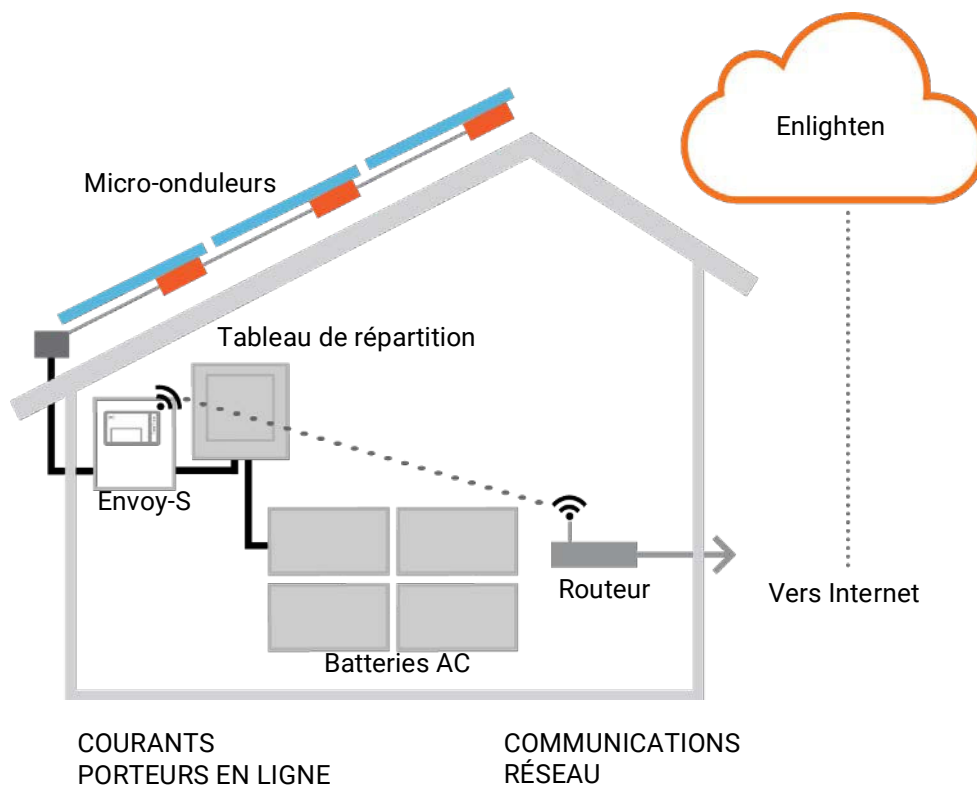 Enlighten
Micro-onduleurs
Tableau de répartition
Envoy-S
Routeur
Vers Internet
Batteries AC
COURANTS
PORTEURS EN LIGNE
COMMUNICATIONS
RÉSEAU